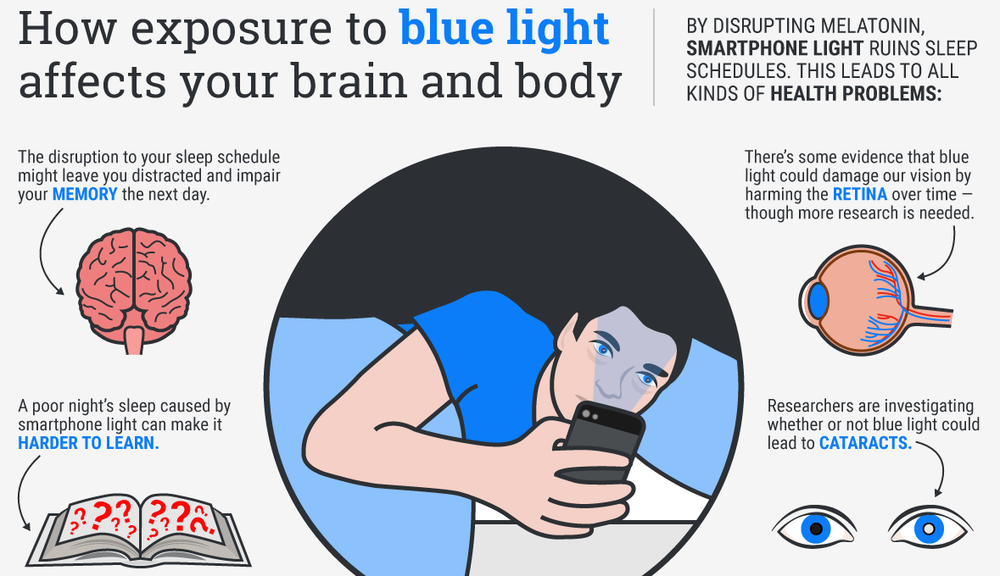 How exposure to blue light
affects your brain and body
BY DISRUPTING MELATONIN,
SMARTPHONE LIGHT RUINS SLEEP
SCHEDULES. THIS LEADS TO ALL
KINDS OF HEALTH PROBLEMS:
The disruption to your sleep schedule
might leave you distracted and impair
your MEMORY the next day.
There's some evidence that blue
light could damage our vision by
harming the RETINA over time —
though more research is needed.
A poor night's sleep caused by
smartphone light can make it
HARDER TO LEARN.
? ? ? ? ? ? ? ? ? ?
Researchers are investigating
whether or not blue light could
lead to CATARACTS.